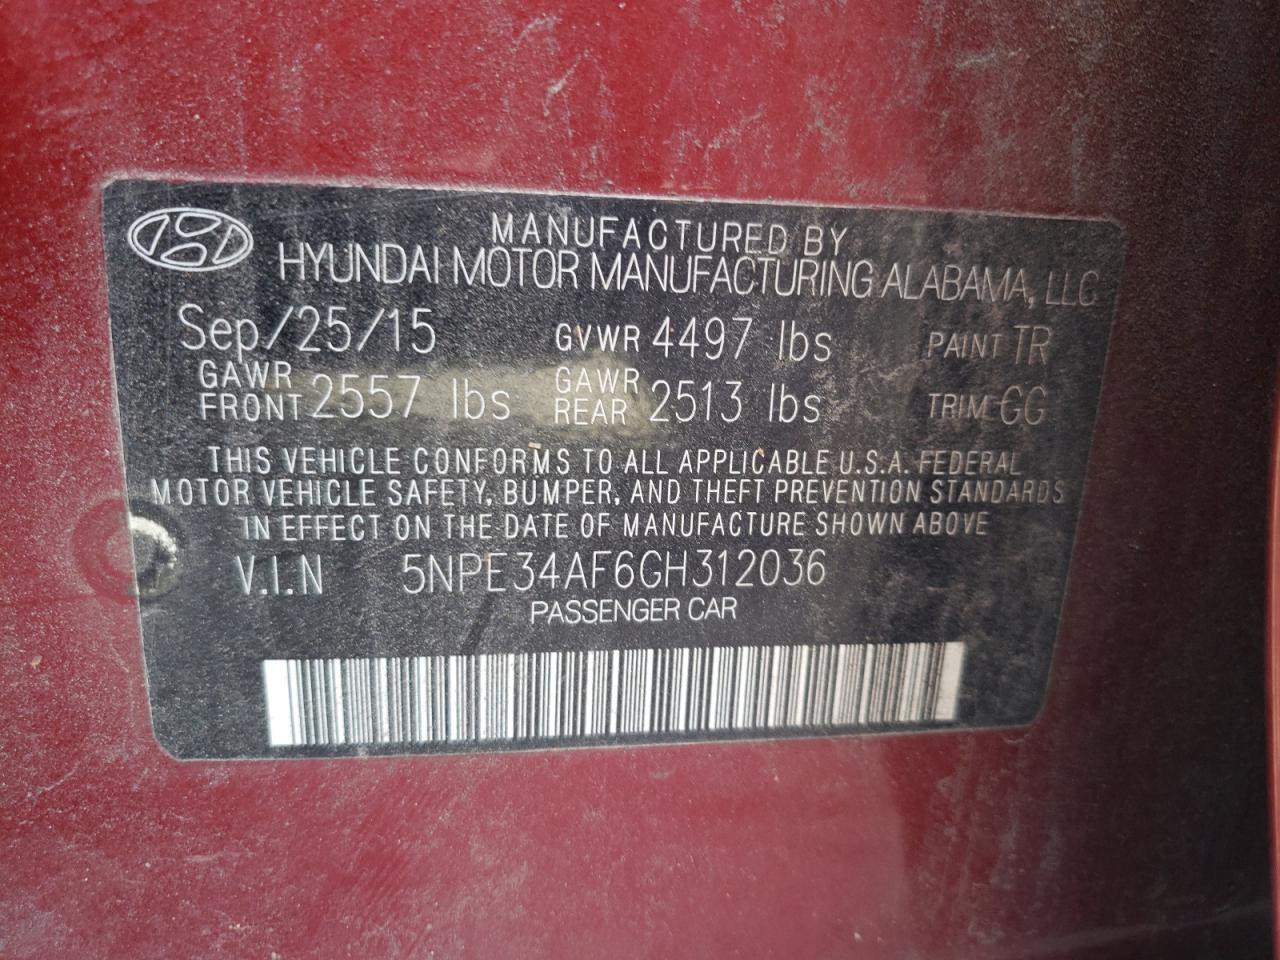 MANUFACTURED BY
HYUNDAI MOTOR MANUFACTURING ALABAMA, LLC
Sep/25/15 GVWR 4497 lbs PAINT TR
GAWR FRONT 2557 lbs GAWR REAR 2513 lbs TRIM GG
THIS VEHICLE CONFORMS TO ALL APPLICABLE U.S.A. FEDERAL
MOTOR VEHICLE SAFETY, BUMPER, AND THEFT PREVENTION STANDARDS
IN EFFECT ON THE DATE OF MANUFACTURE SHOWN ABOVE
V.I.N 5NPE34AF6GH312036
PASSENGER CAR